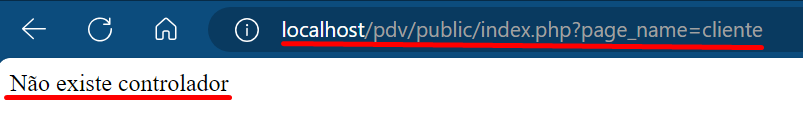 localhost/pdv/public/index.php?page_name=cliente
Não existe controlador